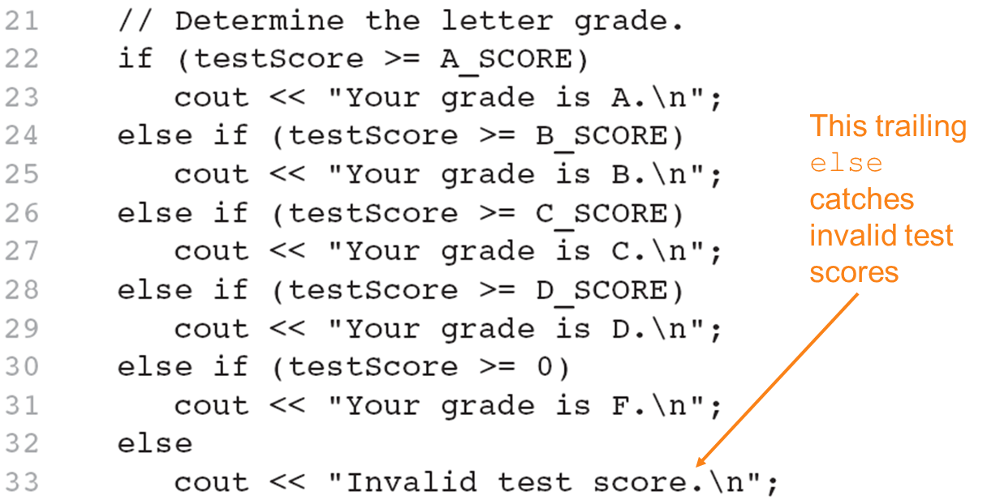 21 // Determine the letter grade.
22 if (testScore >= A_SCORE)
23 cout << "Your grade is A.\n";
24 else if (testScore >= B_SCORE)
25 cout << "Your grade is B.\n";
26 else if (testScore >= C_SCORE)
27 cout << "Your grade is C.\n";
28 else if (testScore >= D_SCORE)
29 cout << "Your grade is D.\n";
30 else if (testScore >= 0)
31 cout << "Your grade is F.\n";
32 else
33 cout << "Invalid test score.\n";
This trailing
else
catches
invalid test
scores